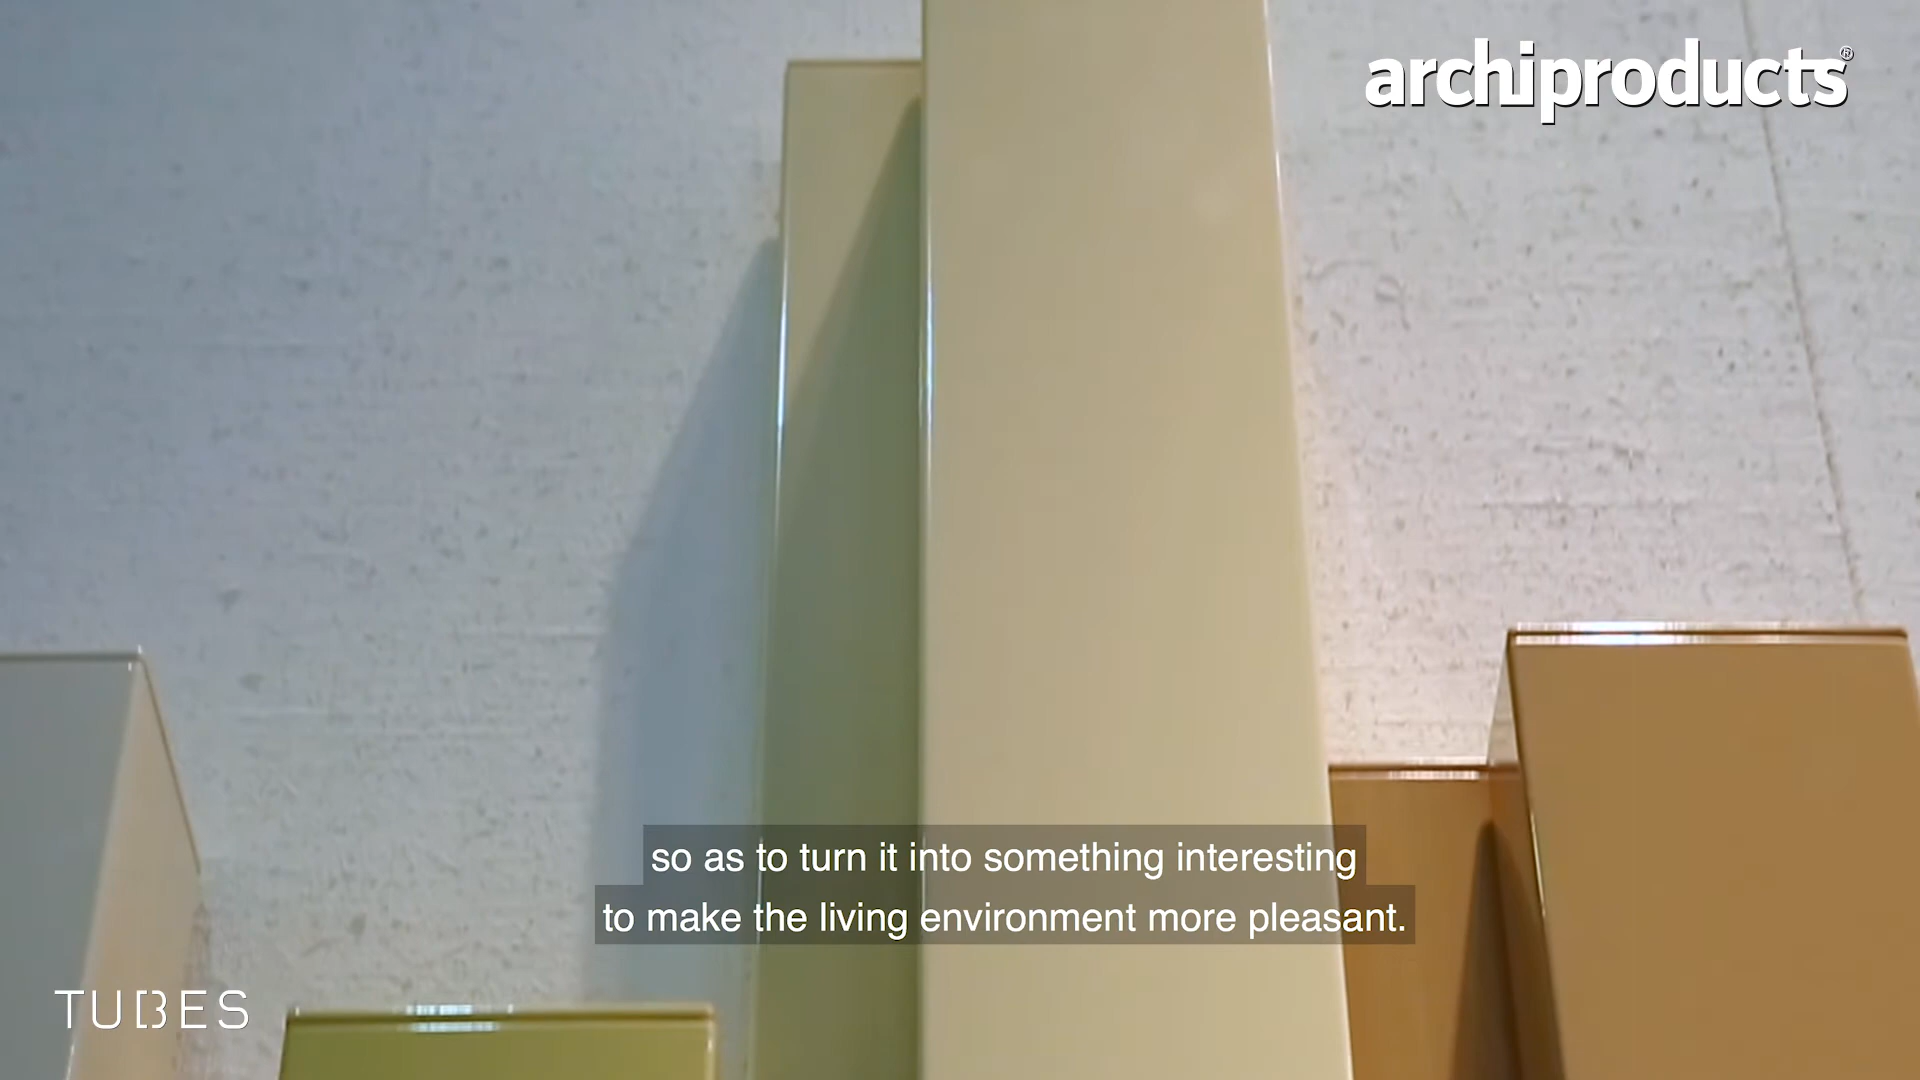 archiproducts®
so as to turn it into something interesting
to make the living environment more pleasant.
TUBES